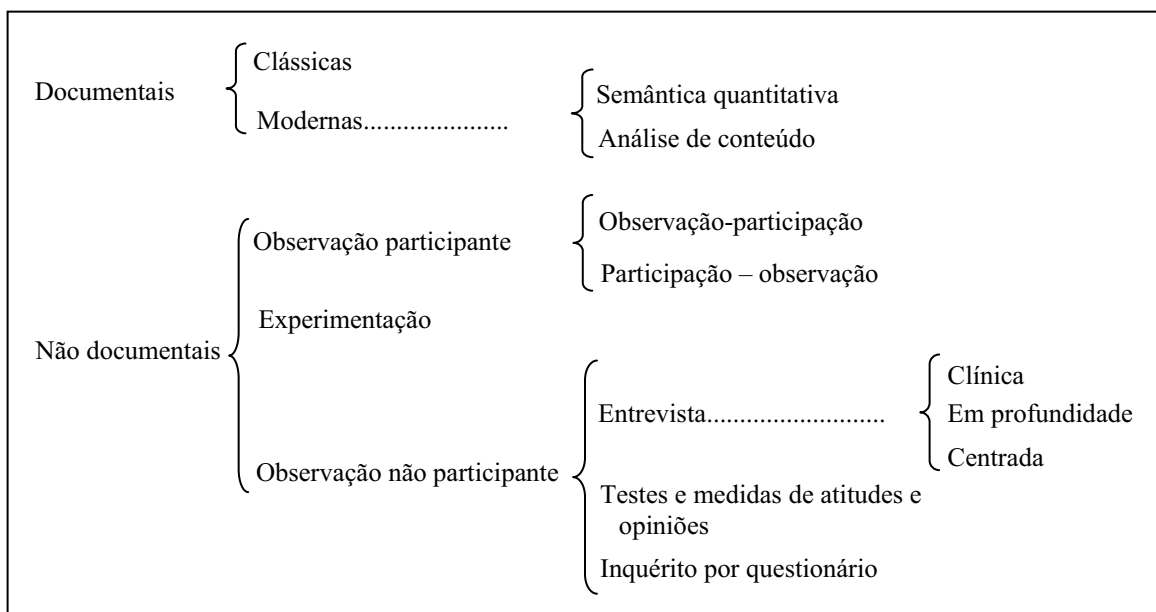 Clássicas
Documentais
Modernas......................
Semântica quantitativa
Análise de conteúdo
Observação participante
Observação-participação
Participação – observação
Experimentação
Não documentais
Entrevista...........................
Clínica
Em profundidade
Centrada
Observação não participante
Testes e medidas de atitudes e
opiniões
Inquérito por questionário